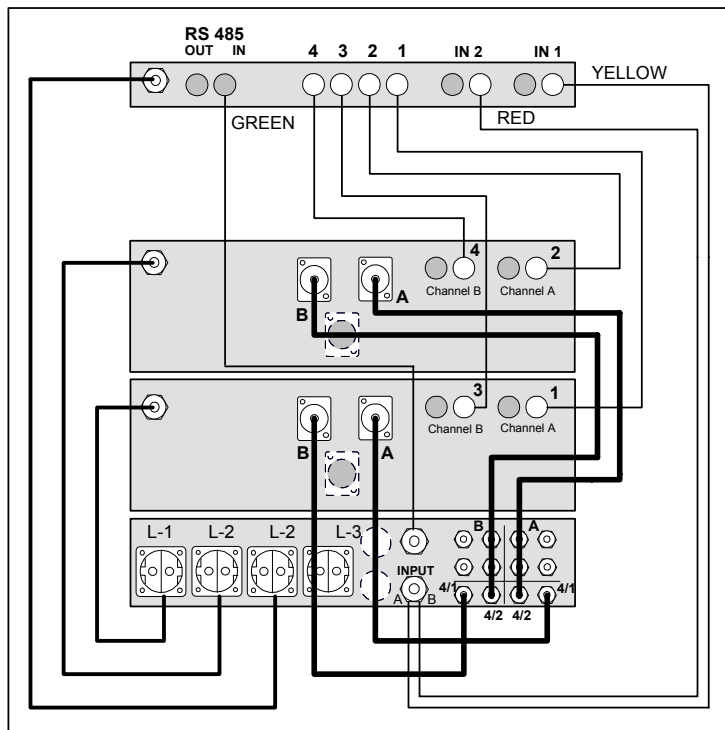 RS 485
OUT IN 4 3 2 1 IN 2 IN 1
YELLOW
GREEN
RED
4 2
Channel B Channel A
B A
3 1
Channel B Channel A
B A
L-1 L-2 L-2 L-3
B A
INPUT
4/1 4/1
A B
4/2 4/2